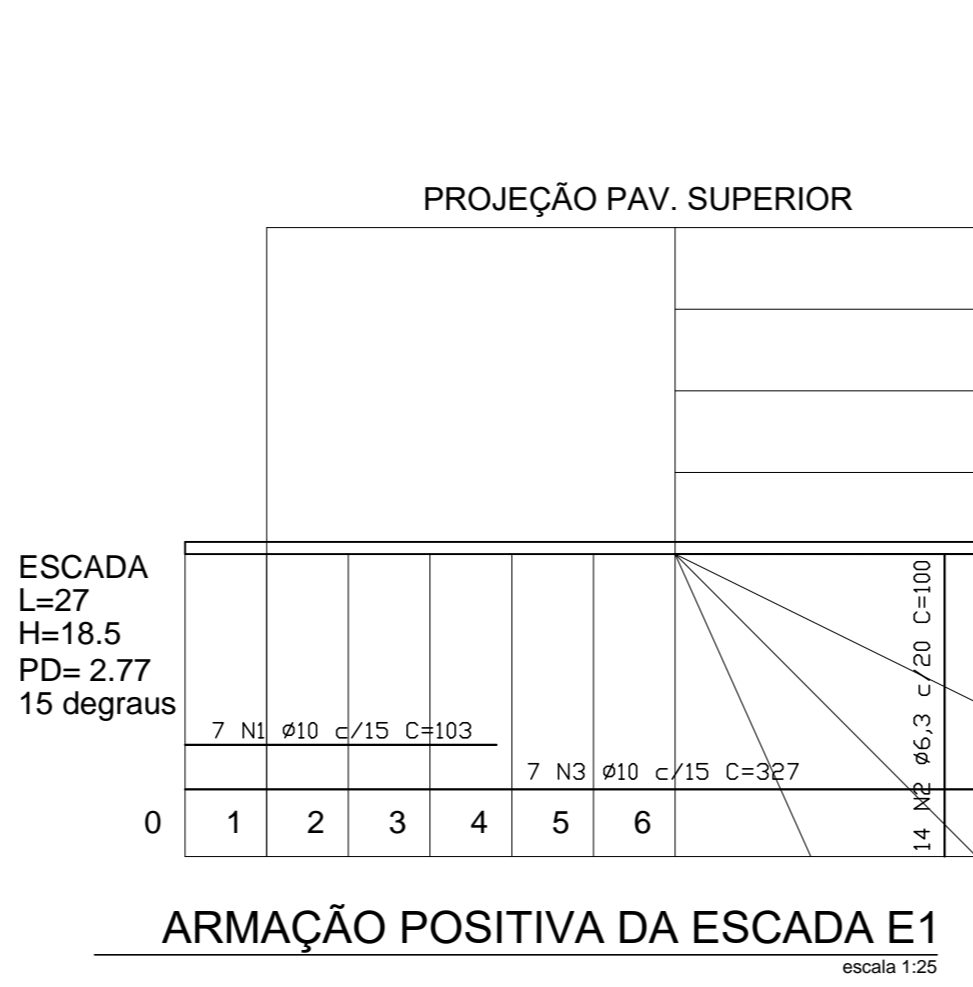 PROJEÇÃO PAV. SUPERIOR
ESCADA
L=27
H=18.5
PD= 2.77
15 degraus
7 N1 ø10 c/15 C=103
7 N3 ø10 c/15 C=327
14 N2 ø6,3 c/20 C=100
0 1 2 3 4 5 6
ARMAÇÃO POSITIVA DA ESCADA E1
escala 1:25